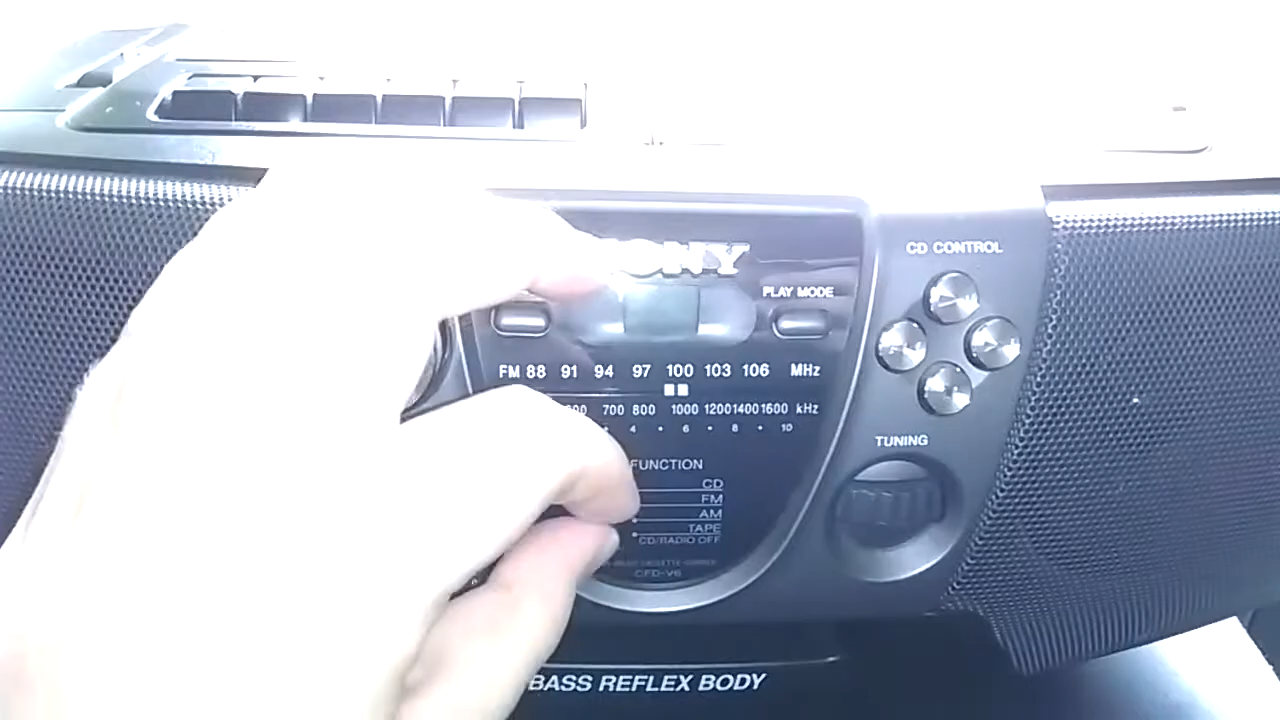 CD CONTROL
PLAY MODE
FM 88 91 94 97 100 103 106 MHz
700 800 1000 1200 1400 1600 kHz
4 • 6 • 8 • 10
TUNING
FUNCTION
CD
FM
AM
TAPE
CD/RADIO OFF
CFD-V6
BASS REFLEX BODY